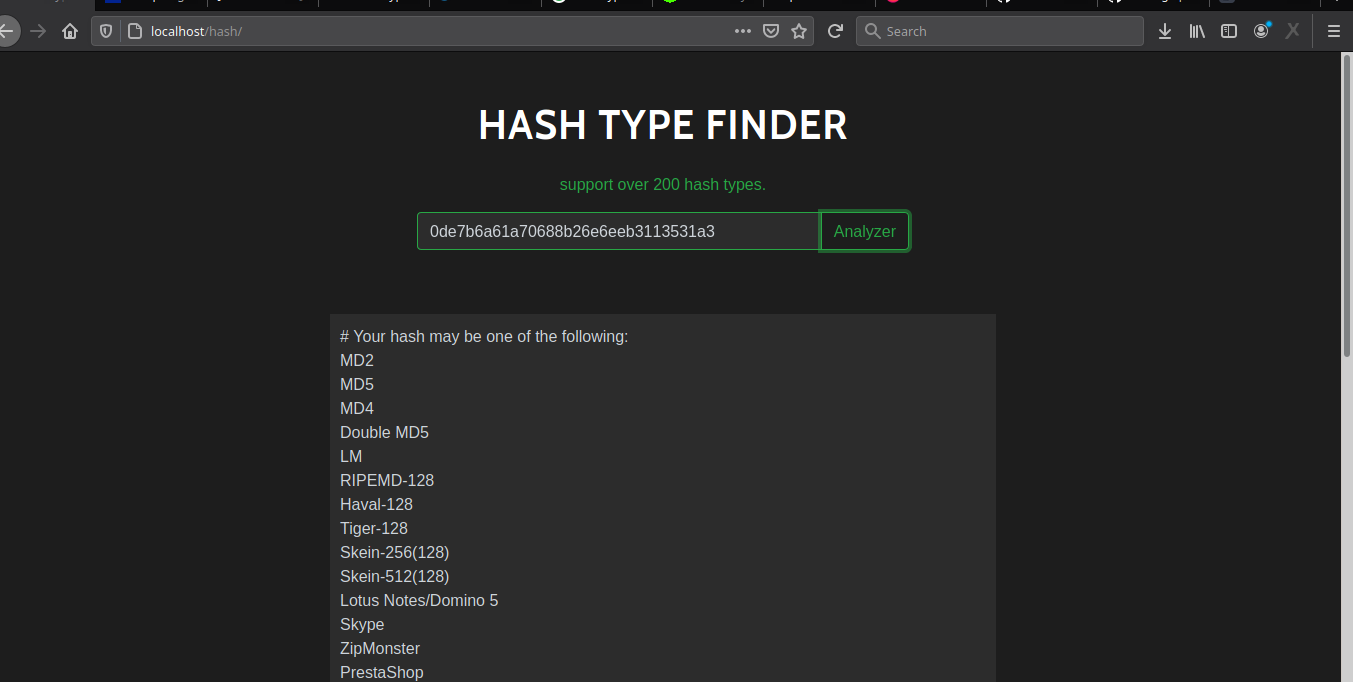 localhost/hash/
Search
HASH TYPE FINDER
support over 200 hash types.
0de7b6a61a70688b26e6eeb3113531a3
Analyzer
# Your hash may be one of the following:
MD2
MD5
MD4
Double MD5
LM
RIPEMD-128
Haval-128
Tiger-128
Skein-256(128)
Skein-512(128)
Lotus Notes/Domino 5
Skype
ZipMonster
PrestaShop